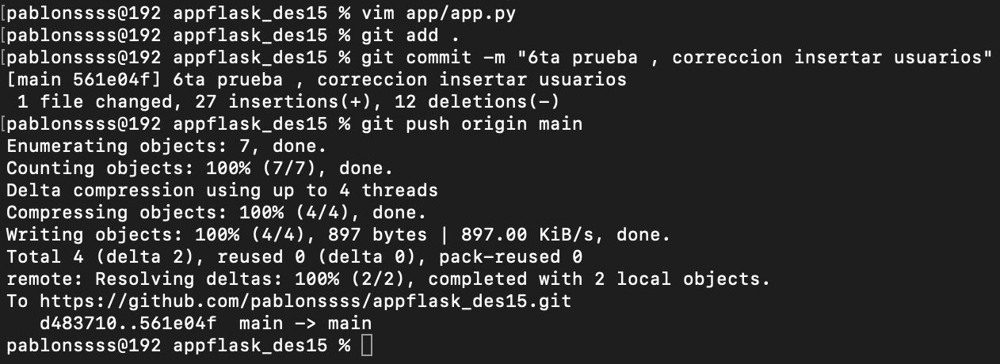 [pablonssss@192 appflask_des15 % vim app/app.py
[pablonssss@192 appflask_des15 % git add .
[pablonssss@192 appflask_des15 % git commit -m "6ta prueba , correccion insertar usuarios"
[main 561e04f] 6ta prueba , correccion insertar usuarios
 1 file changed, 27 insertions(+), 12 deletions(-)
[pablonssss@192 appflask_des15 % git push origin main
Enumerating objects: 7, done.
Counting objects: 100% (7/7), done.
Delta compression using up to 4 threads
Compressing objects: 100% (4/4), done.
Writing objects: 100% (4/4), 897 bytes | 897.00 KiB/s, done.
Total 4 (delta 2), reused 0 (delta 0), pack-reused 0
remote: Resolving deltas: 100% (2/2), completed with 2 local objects.
To https://github.com/pablonssss/appflask_des15.git
   d483710..561e04f  main -> main
pablonssss@192 appflask_des15 %